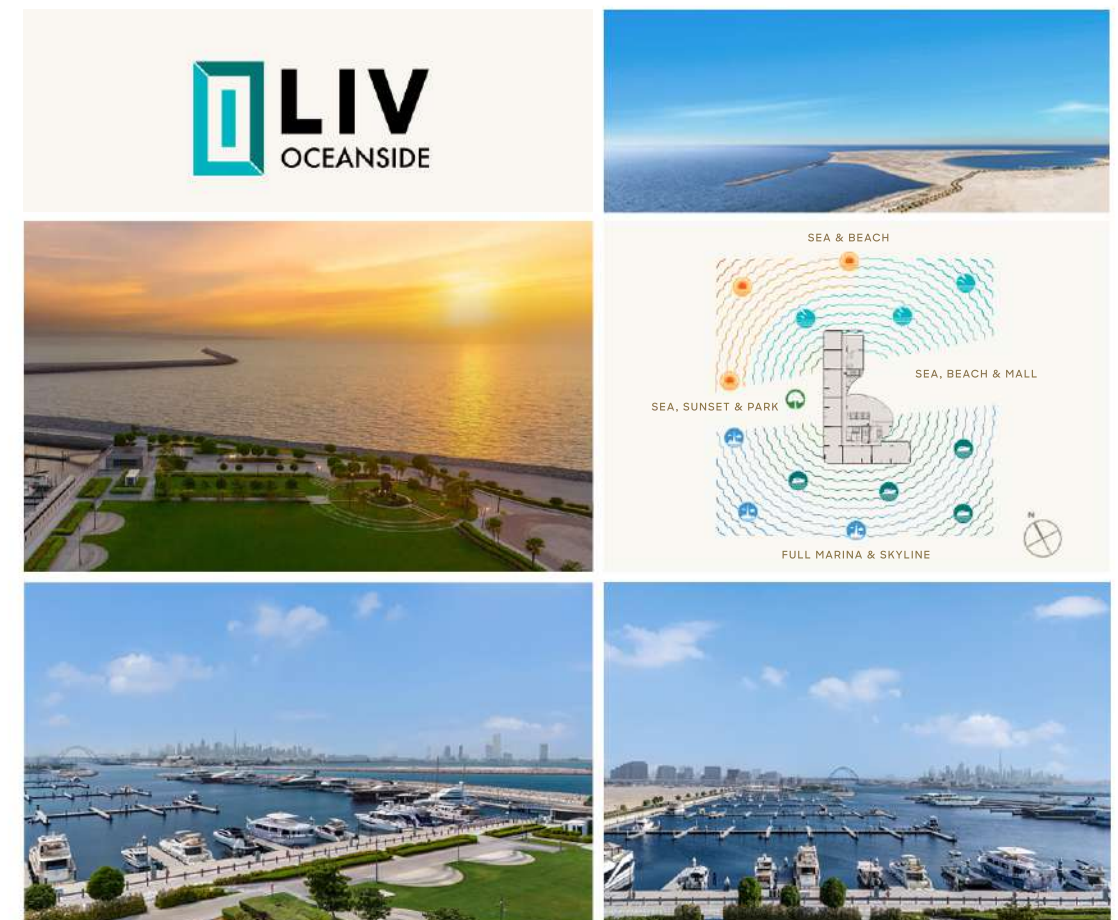 LIV
OCEANSIDE
SEA & BEACH
SEA, BEACH & MALL
SEA, SUNSET & PARK
FULL MARINA & SKYLINE
N